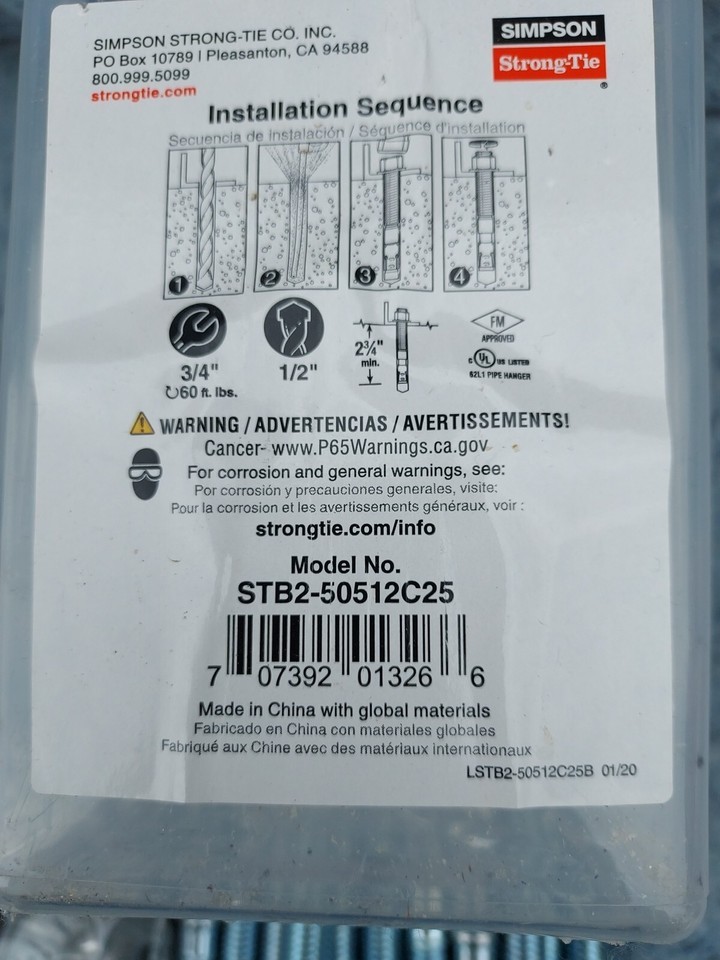 SIMPSON STRONG-TIE CO. INC.
PO Box 10789 | Pleasanton, CA 94588
800.999.5099
strongtie.com
SIMPSON
Strong-Tie
®
Installation Sequence
Secuencia de instalación / Séquence d'installation
1 2 3 4
3/4"
60 ft. lbs.
1/2"
2¾"
min.
FM
APPROVED
c UL us LISTED
62L1 PIPE HANGER
WARNING / ADVERTENCIAS / AVERTISSEMENTS!
Cancer- www.P65Warnings.ca.gov
For corrosion and general warnings, see:
Por corrosión y precauciones generales, visite:
Pour la corrosion et les avertissements généraux, voir :
strongtie.com/info
Model No.
STB2-50512C25
7 07392 01326 6
Made in China with global materials
Fabricado en China con materiales globales
Fabriqué aux Chine avec des matériaux internationaux
LSTB2-50512C25B 01/20